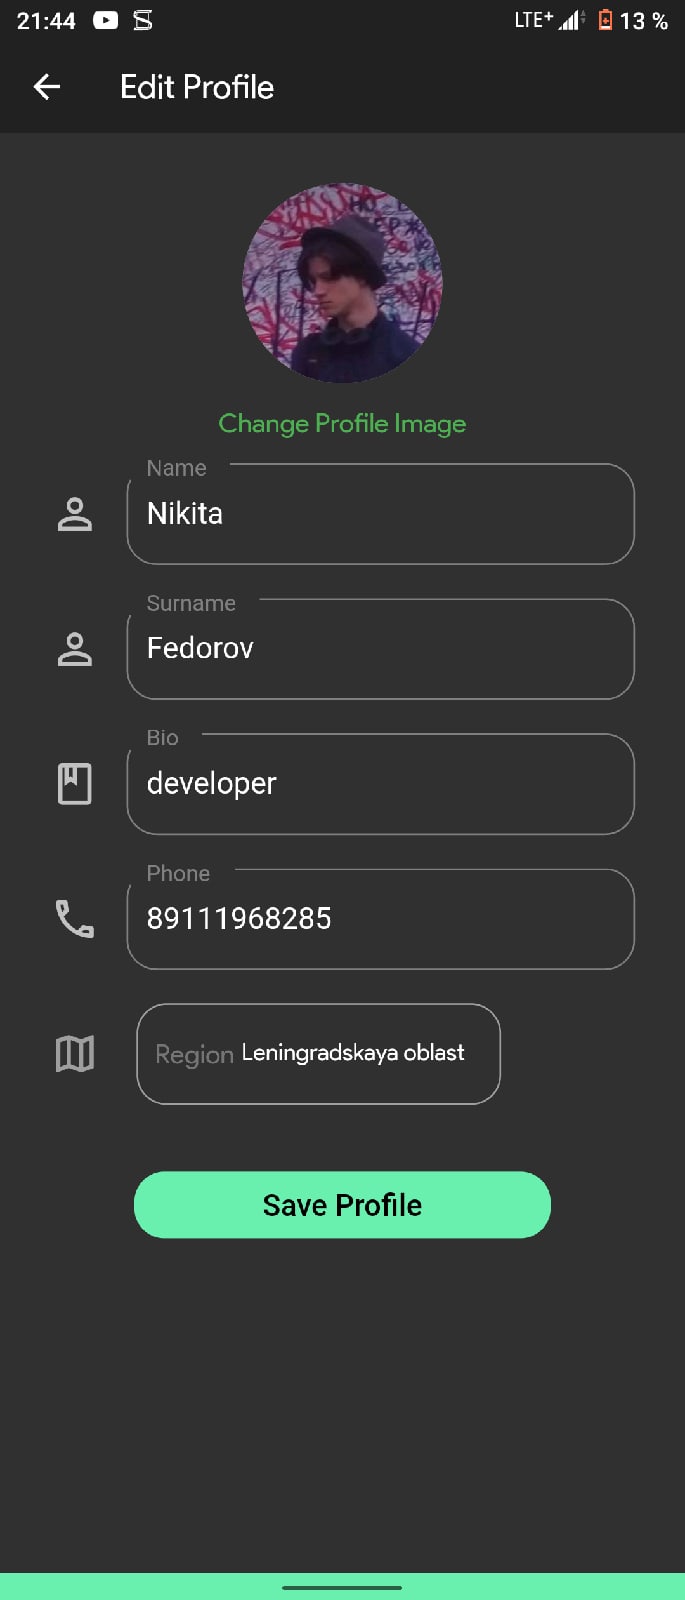 21:44 LTE+ 13 %
Edit Profile
Change Profile Image
Name
Nikita
Surname
Fedorov
Bio
developer
Phone
89111968285
Region Leningradskaya oblast
Save Profile